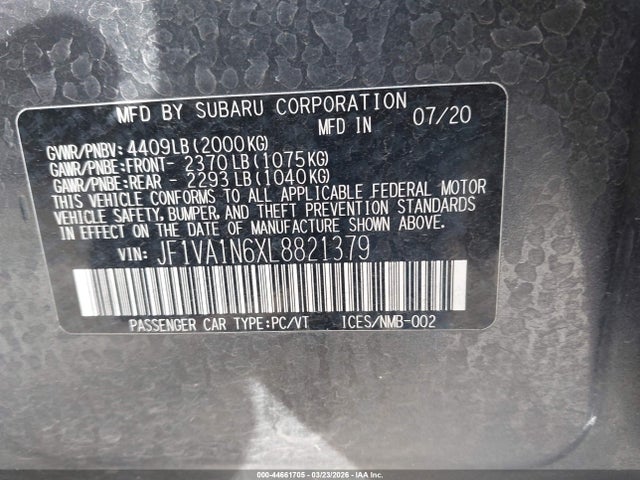 MFD BY SUBARU CORPORATION
MFD IN 07/20
GVWR/PNBV: 4409LB(2000KG)
GAWR/PNBE:FRONT- 2370LB(1075KG)
GAWR/PNBE:REAR - 2293LB(1040KG)
THIS VEHICLE CONFORMS TO ALL APPLICABLE FEDERAL MOTOR
VEHICLE SAFETY, BUMPER, AND THEFT PREVENTION STANDARDS
IN EFFECT ON THE DATE OF MANUFACTURE SHOWN ABOVE.
VIN: JF1VA1N6XL8821379
PASSENGER CAR TYPE:PC/VT ICES/NMB-002
000-44661705 - 03/23/2026 - IAA Inc.